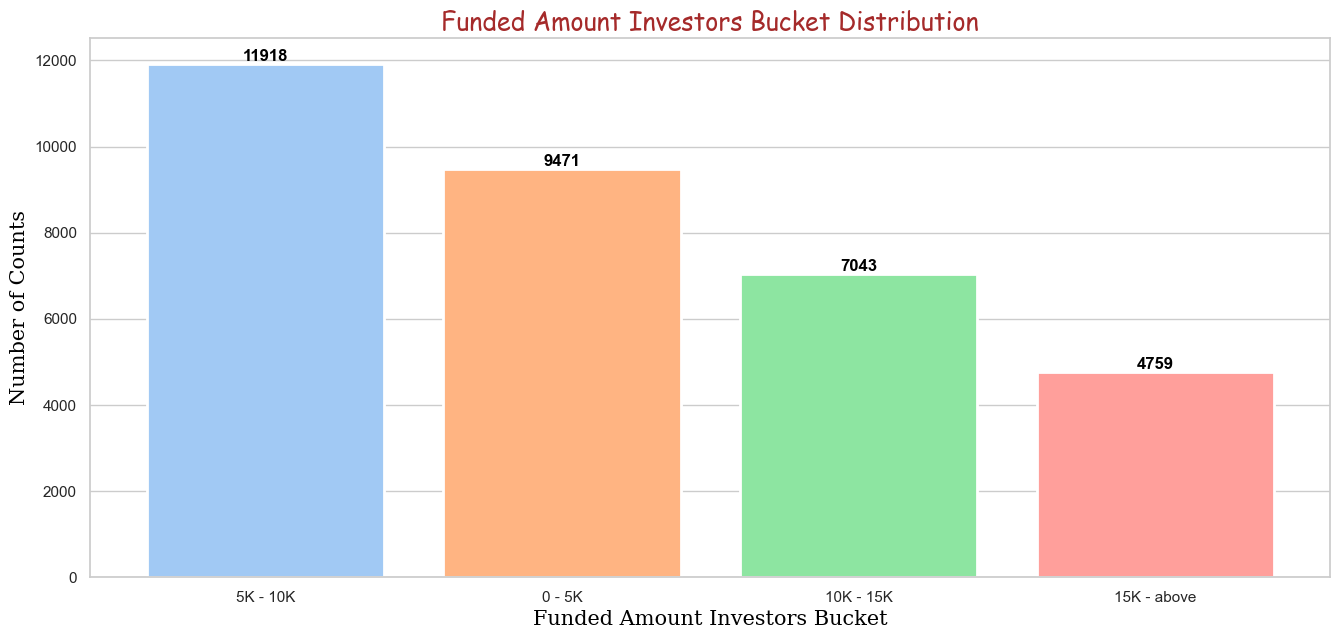 Funded Amount Investors Bucket Distribution
12000
10000
8000
6000
4000
2000
0
Number of Counts
11918
9471
7043
4759
5K - 10K
0 - 5K
10K - 15K
15K - above
Funded Amount Investors Bucket